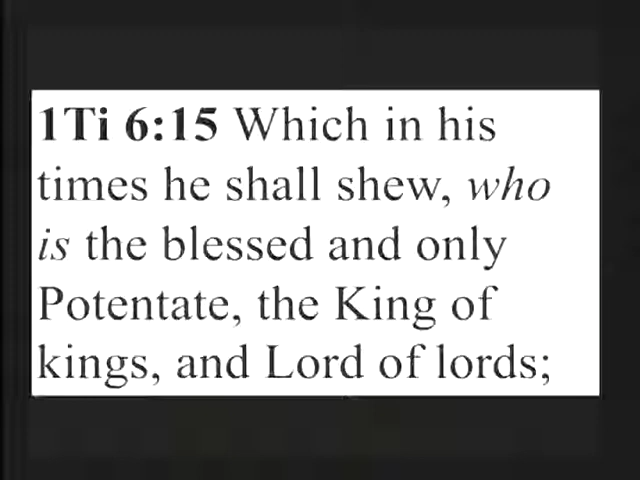 1Ti 6:15 Which in his
times he shall shew, who
is the blessed and only
Potentate, the King of
kings, and Lord of lords;